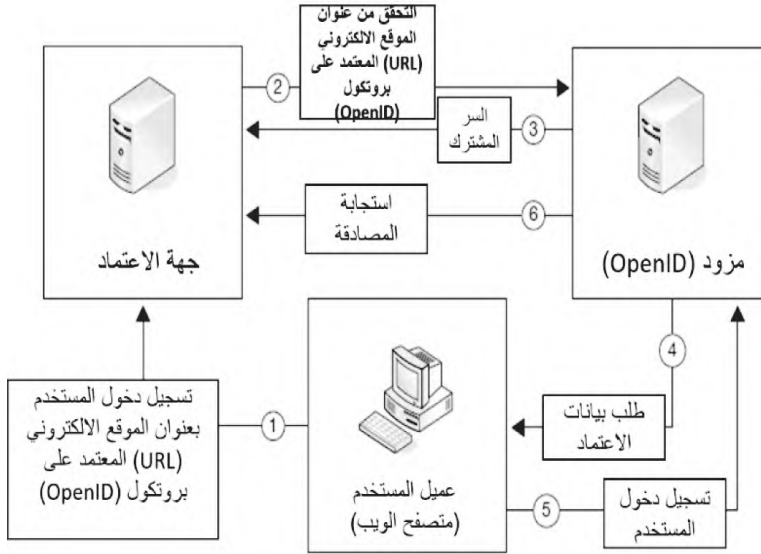 التحقق من عنوان
الموقع الالكتروني
(URL) المعتمد على
بروتكول
(OpenID)
2
السر
المشترك
3
استجابة
المصادقة
6
جهة الاعتماد
مزود (OpenID)
4
تسجيل دخول المستخدم
بعنوان الموقع الالكتروني
(URL) المعتمد على
بروتكول (OpenID)
1
طلب بيانات
الاعتماد
عميل المستخدم
(متصفح الويب)
5
تسجيل دخول
المستخدم